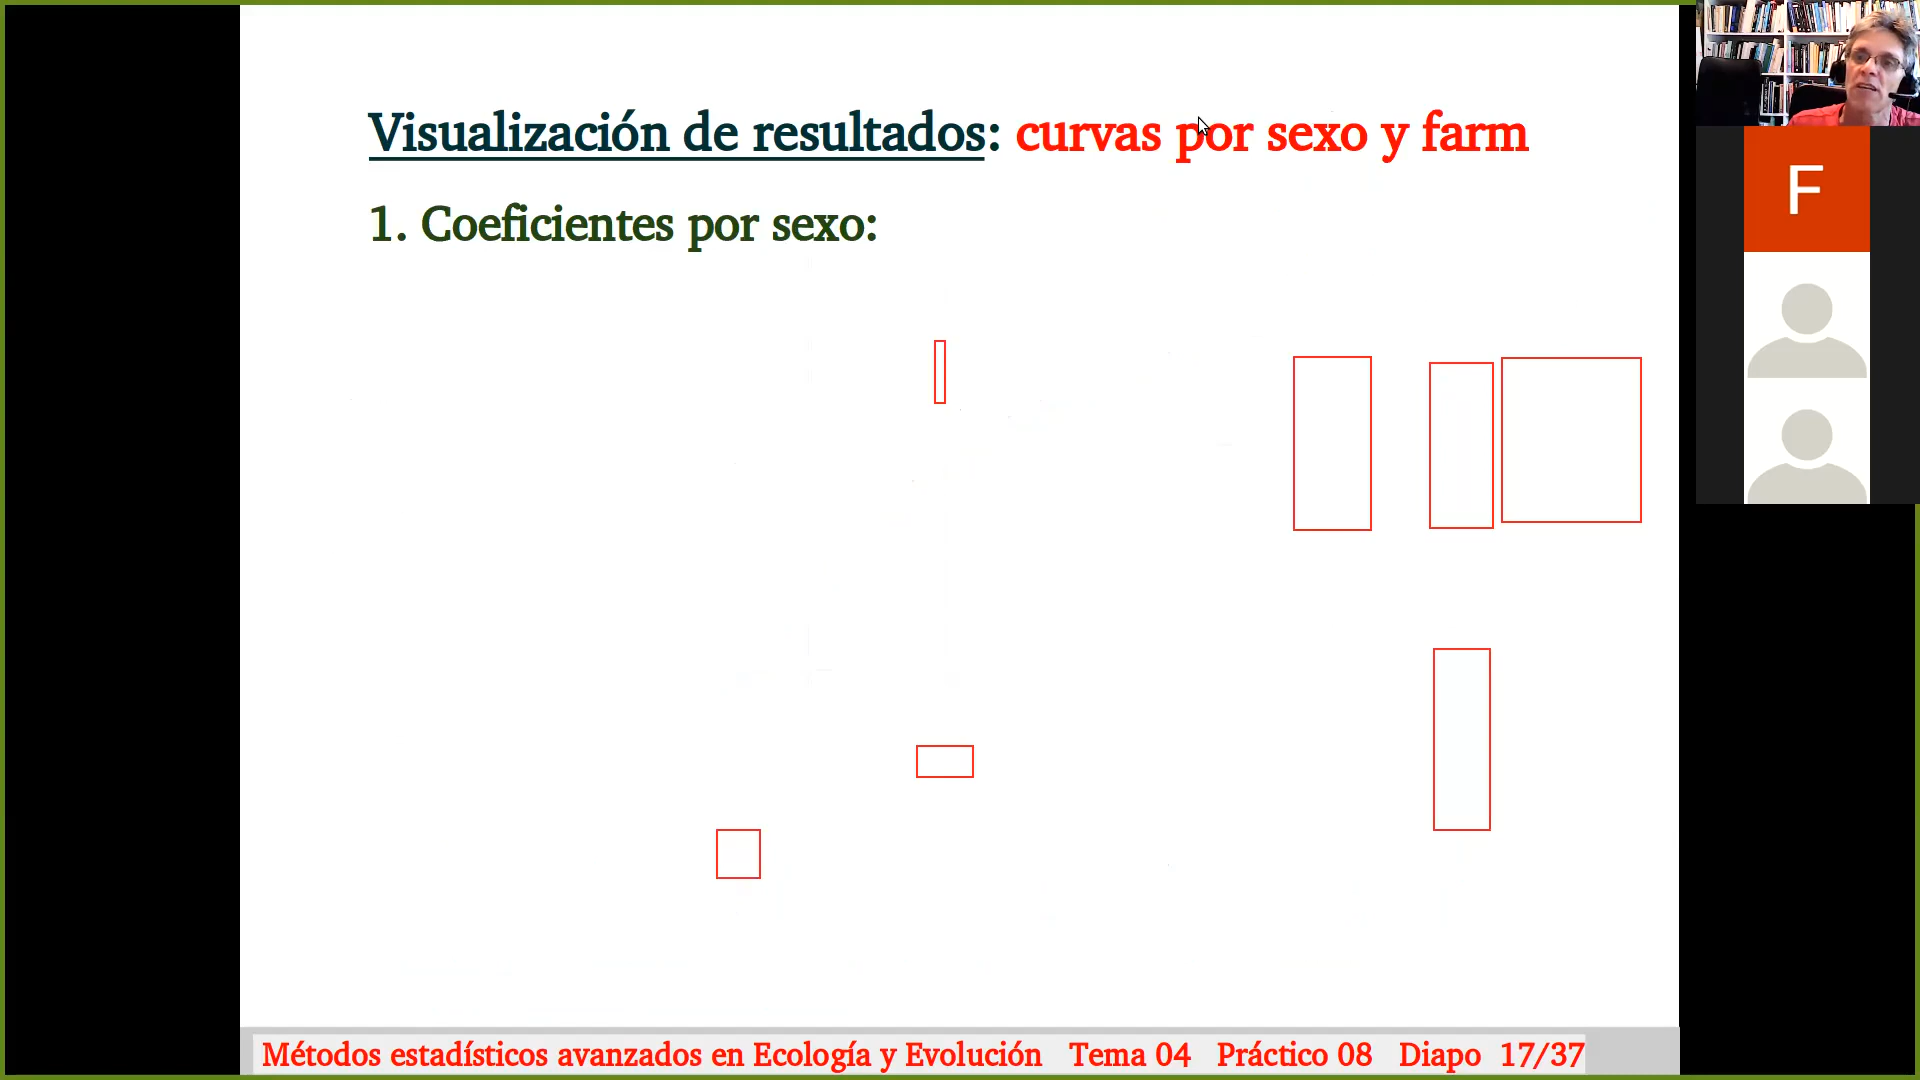 Visualización de resultados: curvas por sexo y farm
F
1. Coeficientes por sexo:
Métodos estadísticos avanzados en Ecología y Evolución Tema 04 Práctico 08 Diapo 17/37